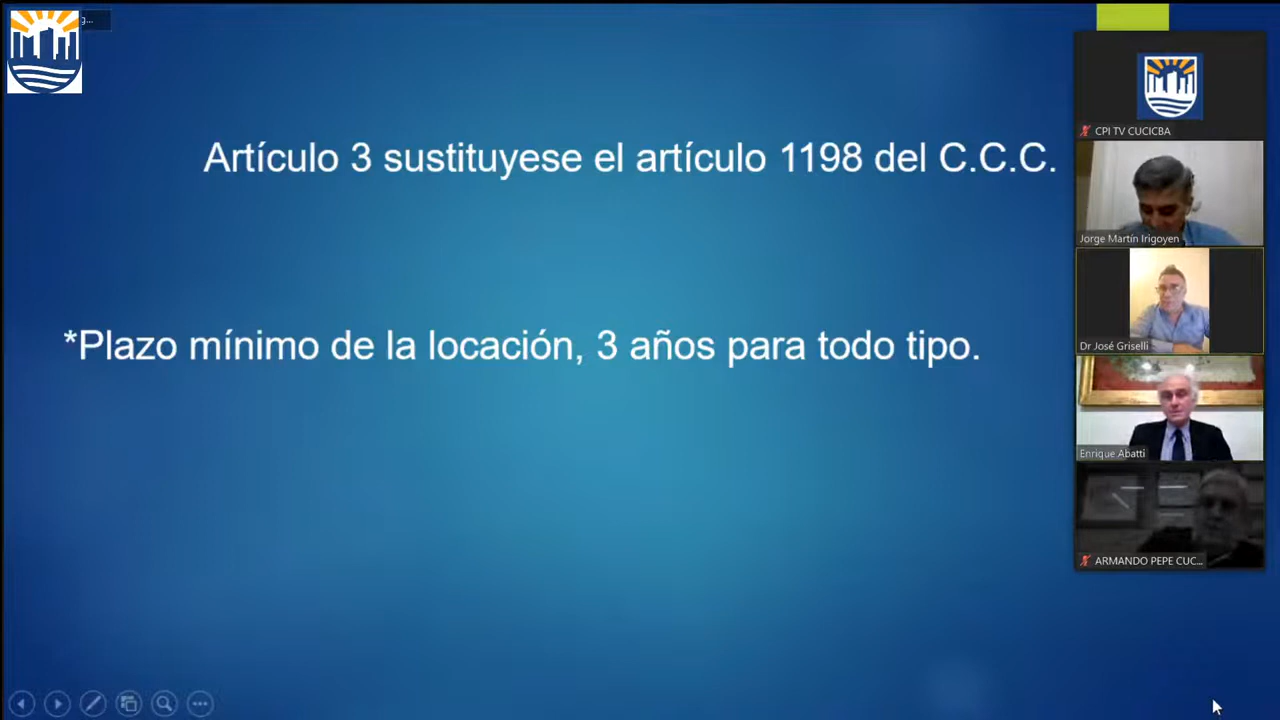 g...
Artículo 3 sustituyese el artículo 1198 del C.C.C.
*Plazo mínimo de la locación, 3 años para todo tipo.
CPI TV CUCICBA
Jorge Martín Irigoyen
Dr José Griselli
Enrique Abatti
ARMANDO PEPE CUC...